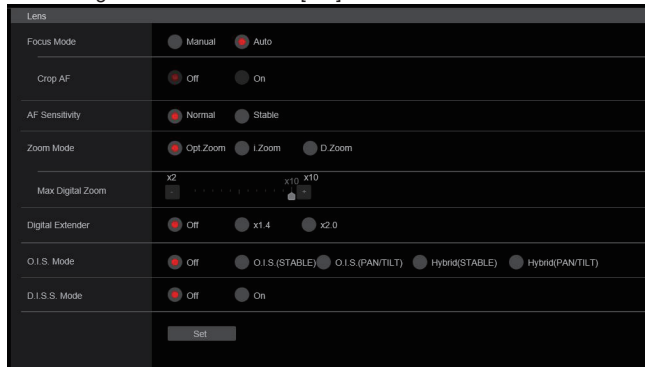 Lens
Focus Mode Manual Auto
Crop AF Off On
AF Sensitivity Normal Stable
Zoom Mode Opt.Zoom i.Zoom D.Zoom
x2 x10 x10
Max Digital Zoom - +
Digital Extender Off x1.4 x2.0
O.I.S. Mode Off O.I.S.(STABLE) O.I.S.(PAN/TILT) Hybrid(STABLE) Hybrid(PAN/TILT)
D.I.S.S. Mode Off On
Set